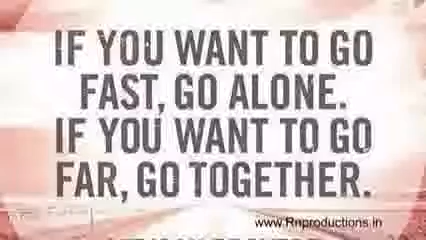 IF YOU WANT TO GO
FAST, GO ALONE.
IF YOU WANT TO GO
FAR, GO TOGETHER.
www.Rnproductions.in